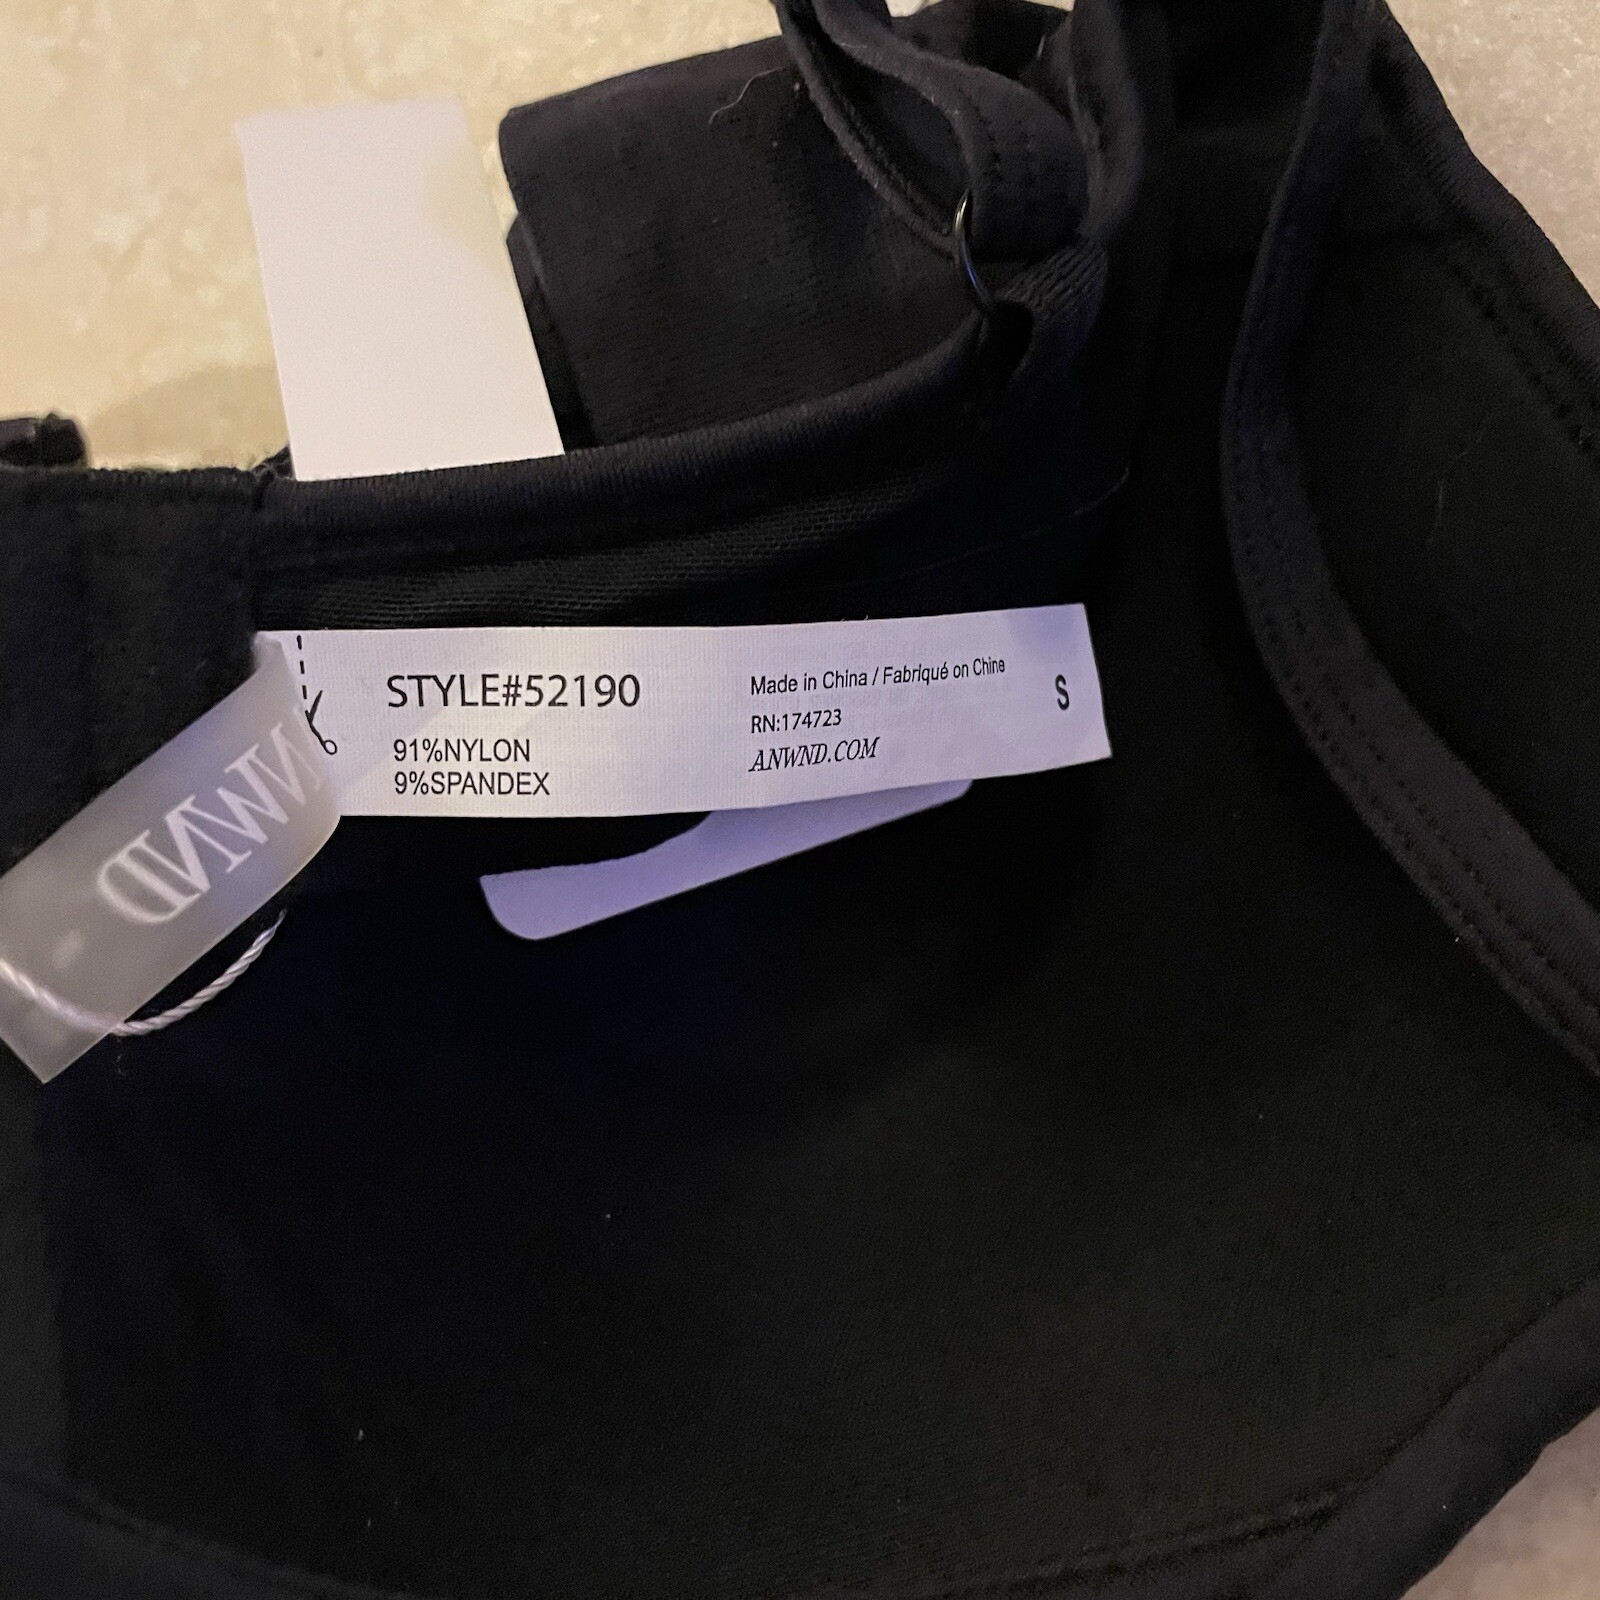 STYLE#52190
91%NYLON
9%SPANDEX
Made in China / Fabriqué on Chine
RN:174723
ANWND.COM
S
ANWND